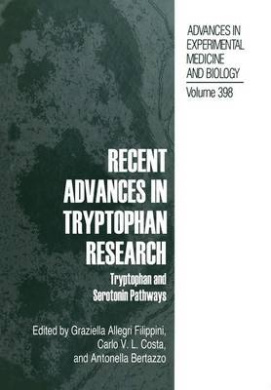 ADVANCES IN
EXPERIMENTAL
MEDICINE
AND BIOLOGY
Volume 398
RECENT
ADVANCES IN
TRYPTOPHAN
RESEARCH
Tryptophan and
Serotonin Pathways
Edited by Graziella Allegri Filippini,
Carlo V. L. Costa,
and Antonella Bertazzo